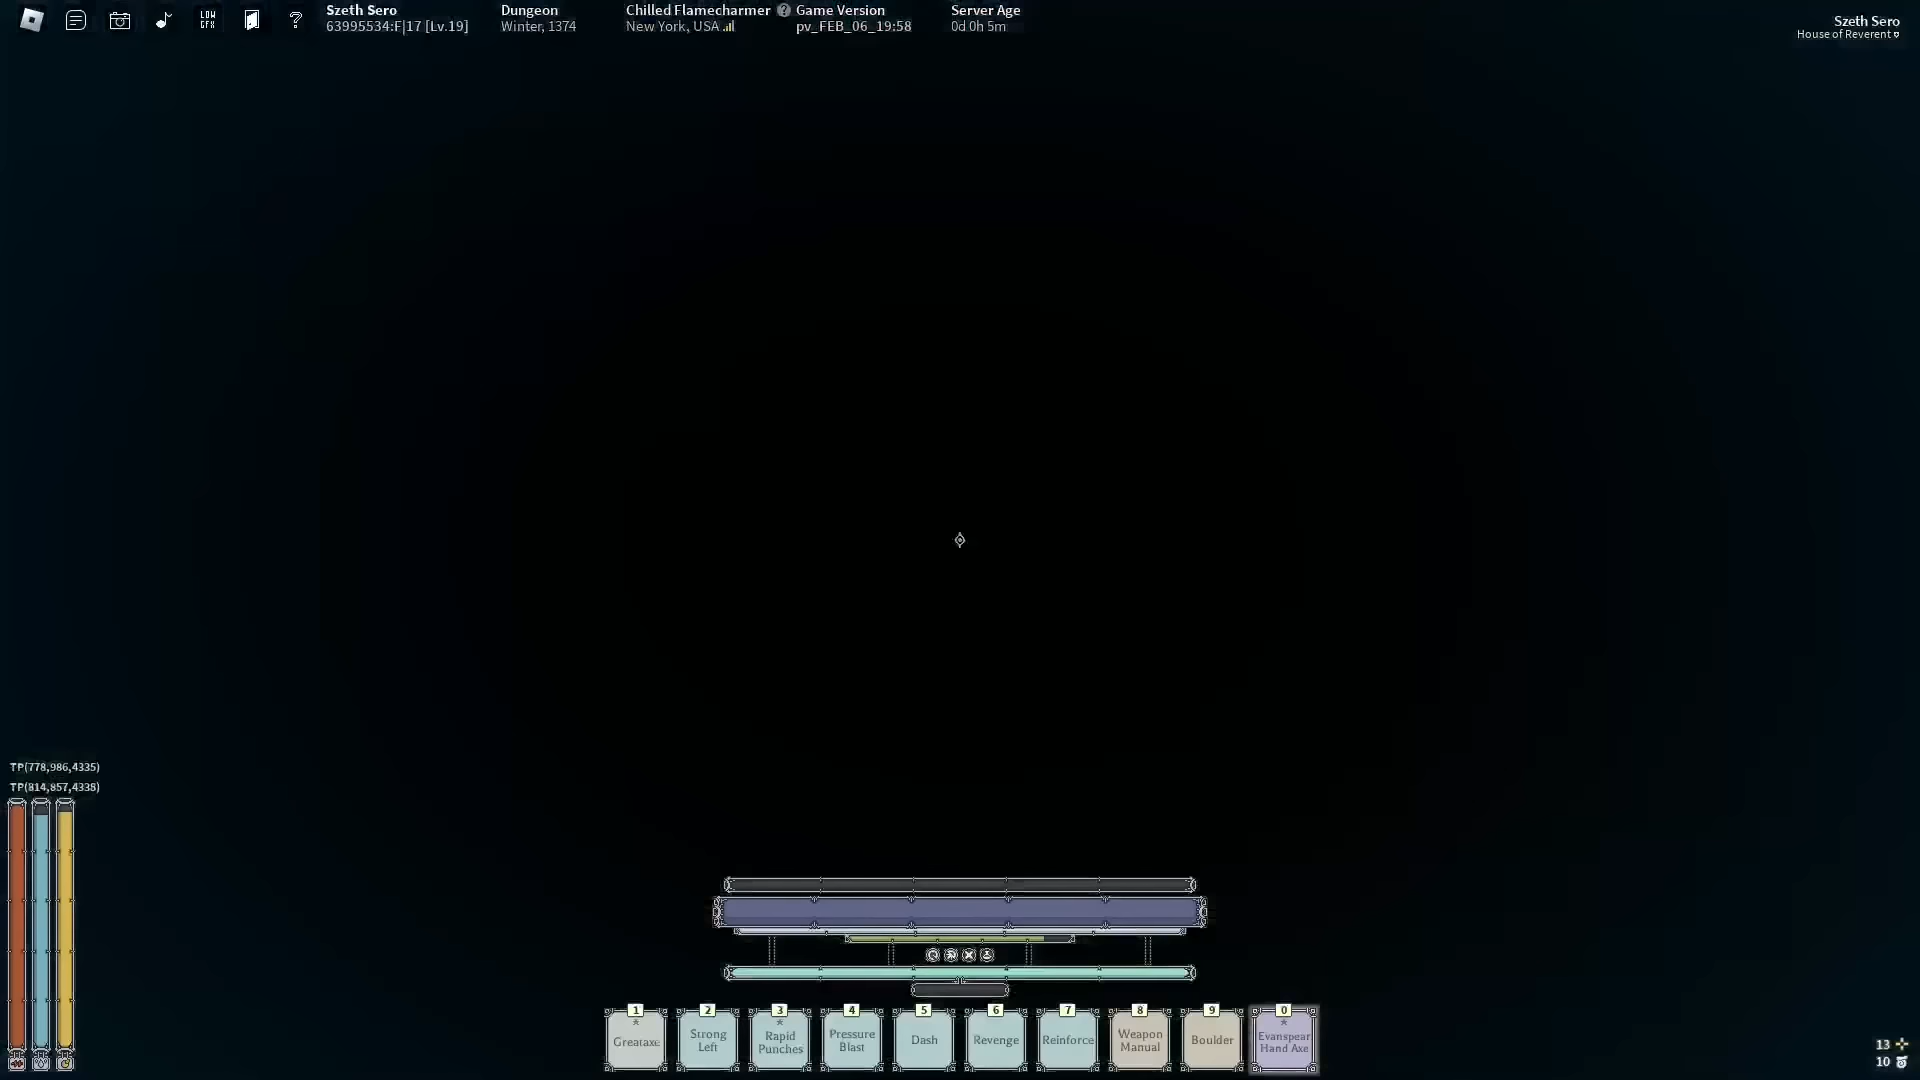 LOW
GFX
?
Szeth Sero
63995534:F|17 [Lv.19]
Dungeon
Winter, 1374
Chilled Flamecharmer ?
New York, USA
Game Version
pv_FEB_06_19:58
Server Age
0d 0h 5m
Szeth Sero
House of Reverent
TP(778,986,4335)
TP(814,857,4338)
1
*
Greataxe
2
Strong
Left
3
*
Rapid
Punches
4
Pressure
Blast
5
Dash
6
Revenge
7
Reinforce
8
Weapon
Manual
9
Boulder
0
*
Evanspear
Hand Axe
13
10